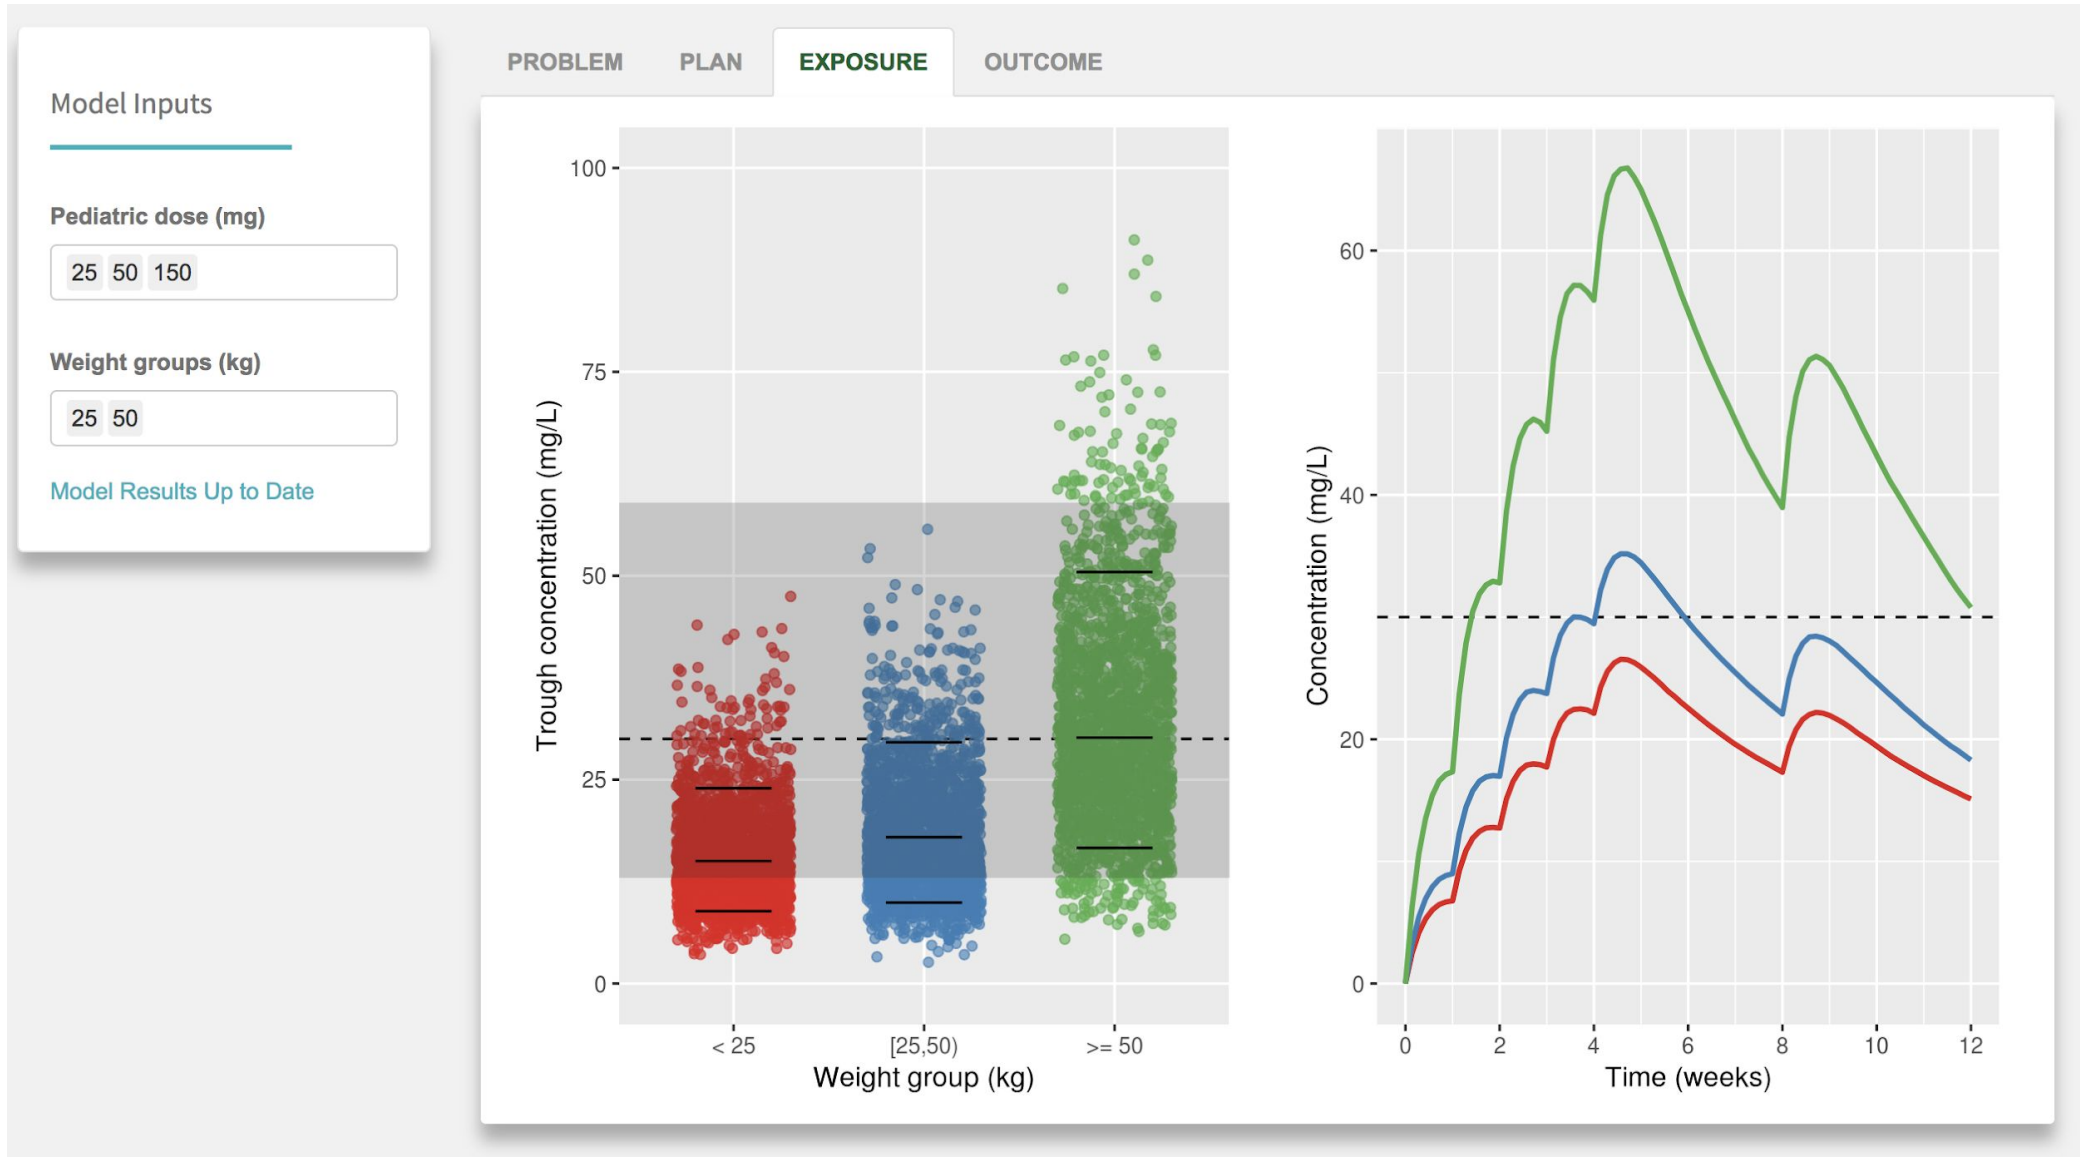 Model Inputs
Pediatric dose (mg)
25 50 150
Weight groups (kg)
25 50
Model Results Up to Date
PROBLEM PLAN EXPOSURE OUTCOME
Trough concentration (mg/L)
100
75
50
25
0
< 25 [25,50) >= 50
Weight group (kg)
Concentration (mg/L)
60
40
20
0
0 2 4 6 8 10 12
Time (weeks)